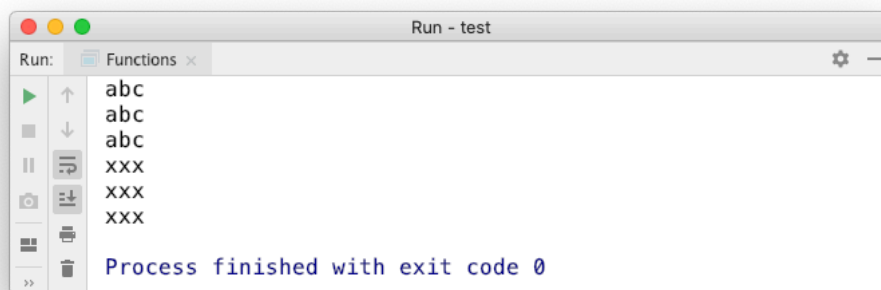 Run - test
Run: Functions
abc
abc
abc
xxx
xxx
xxx
Process finished with exit code 0